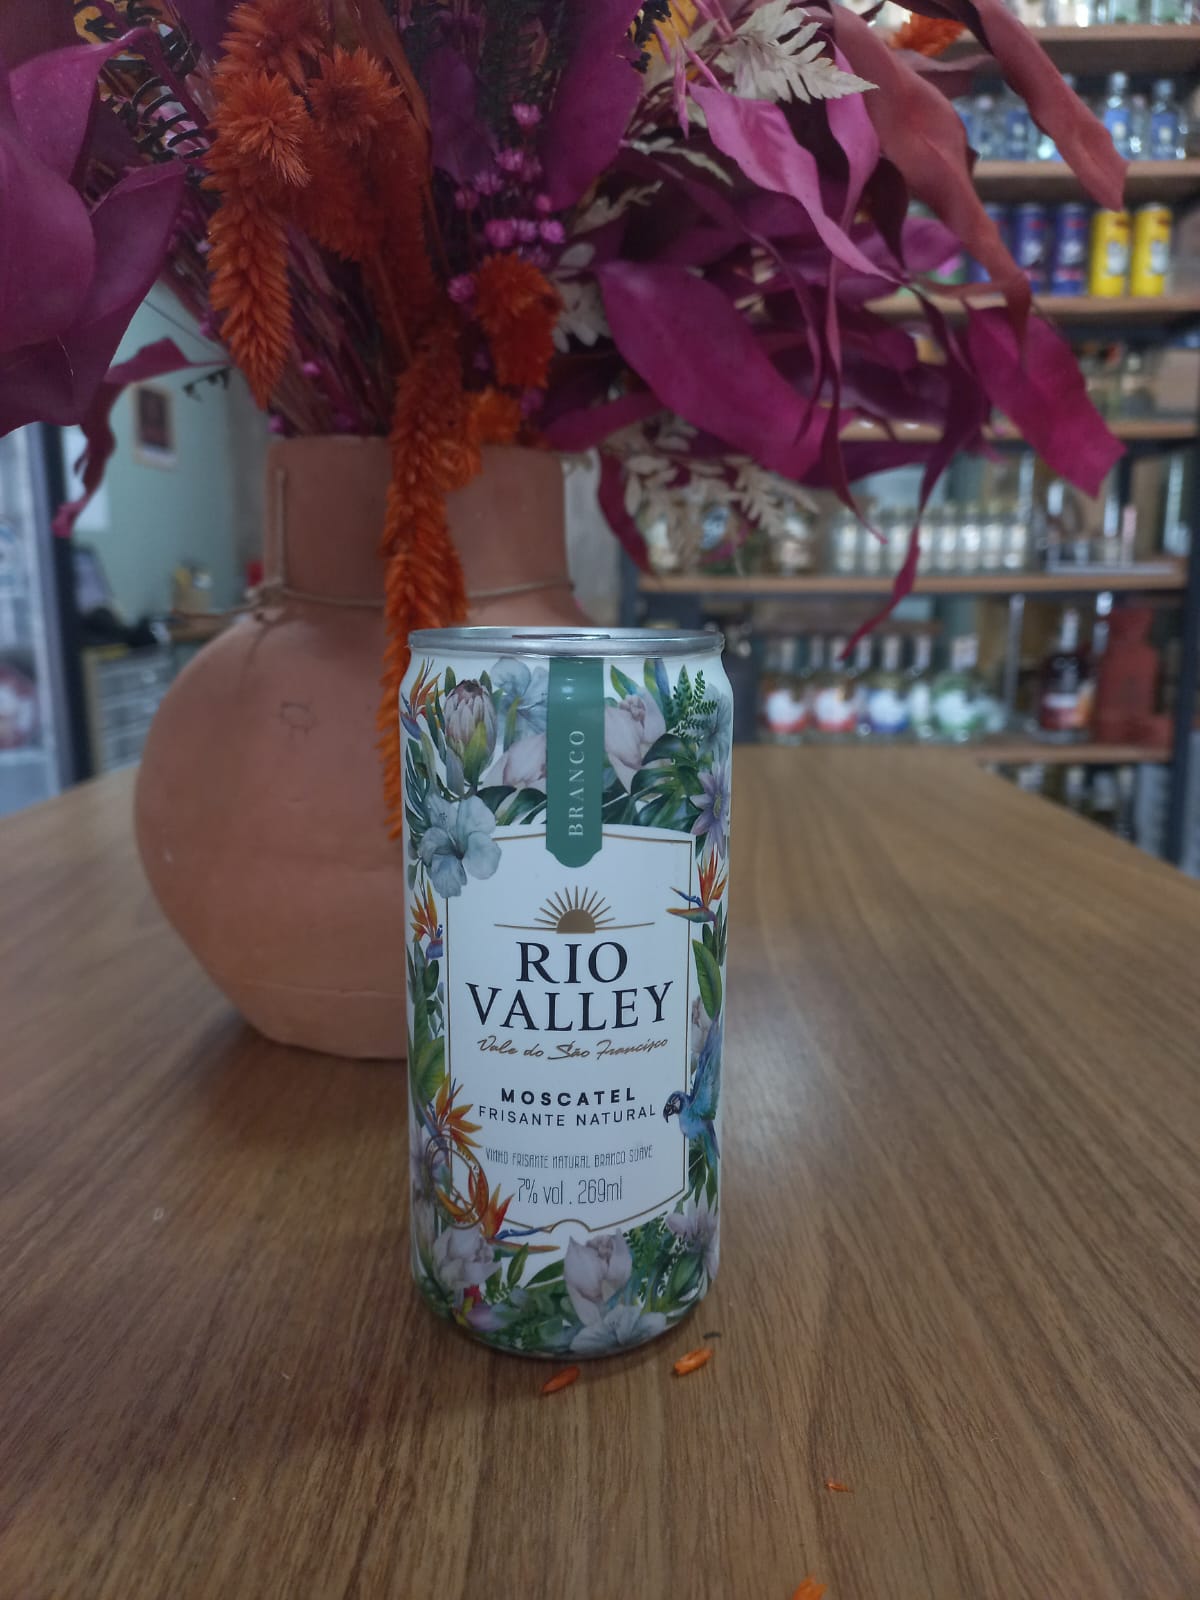 BRANCO
RIO
VALLEY
Vale do São Francisco
MOSCATEL
FRISANTE NATURAL
VINHO FRISANTE NATURAL BRANCO SUAVE
7% vol . 269ml